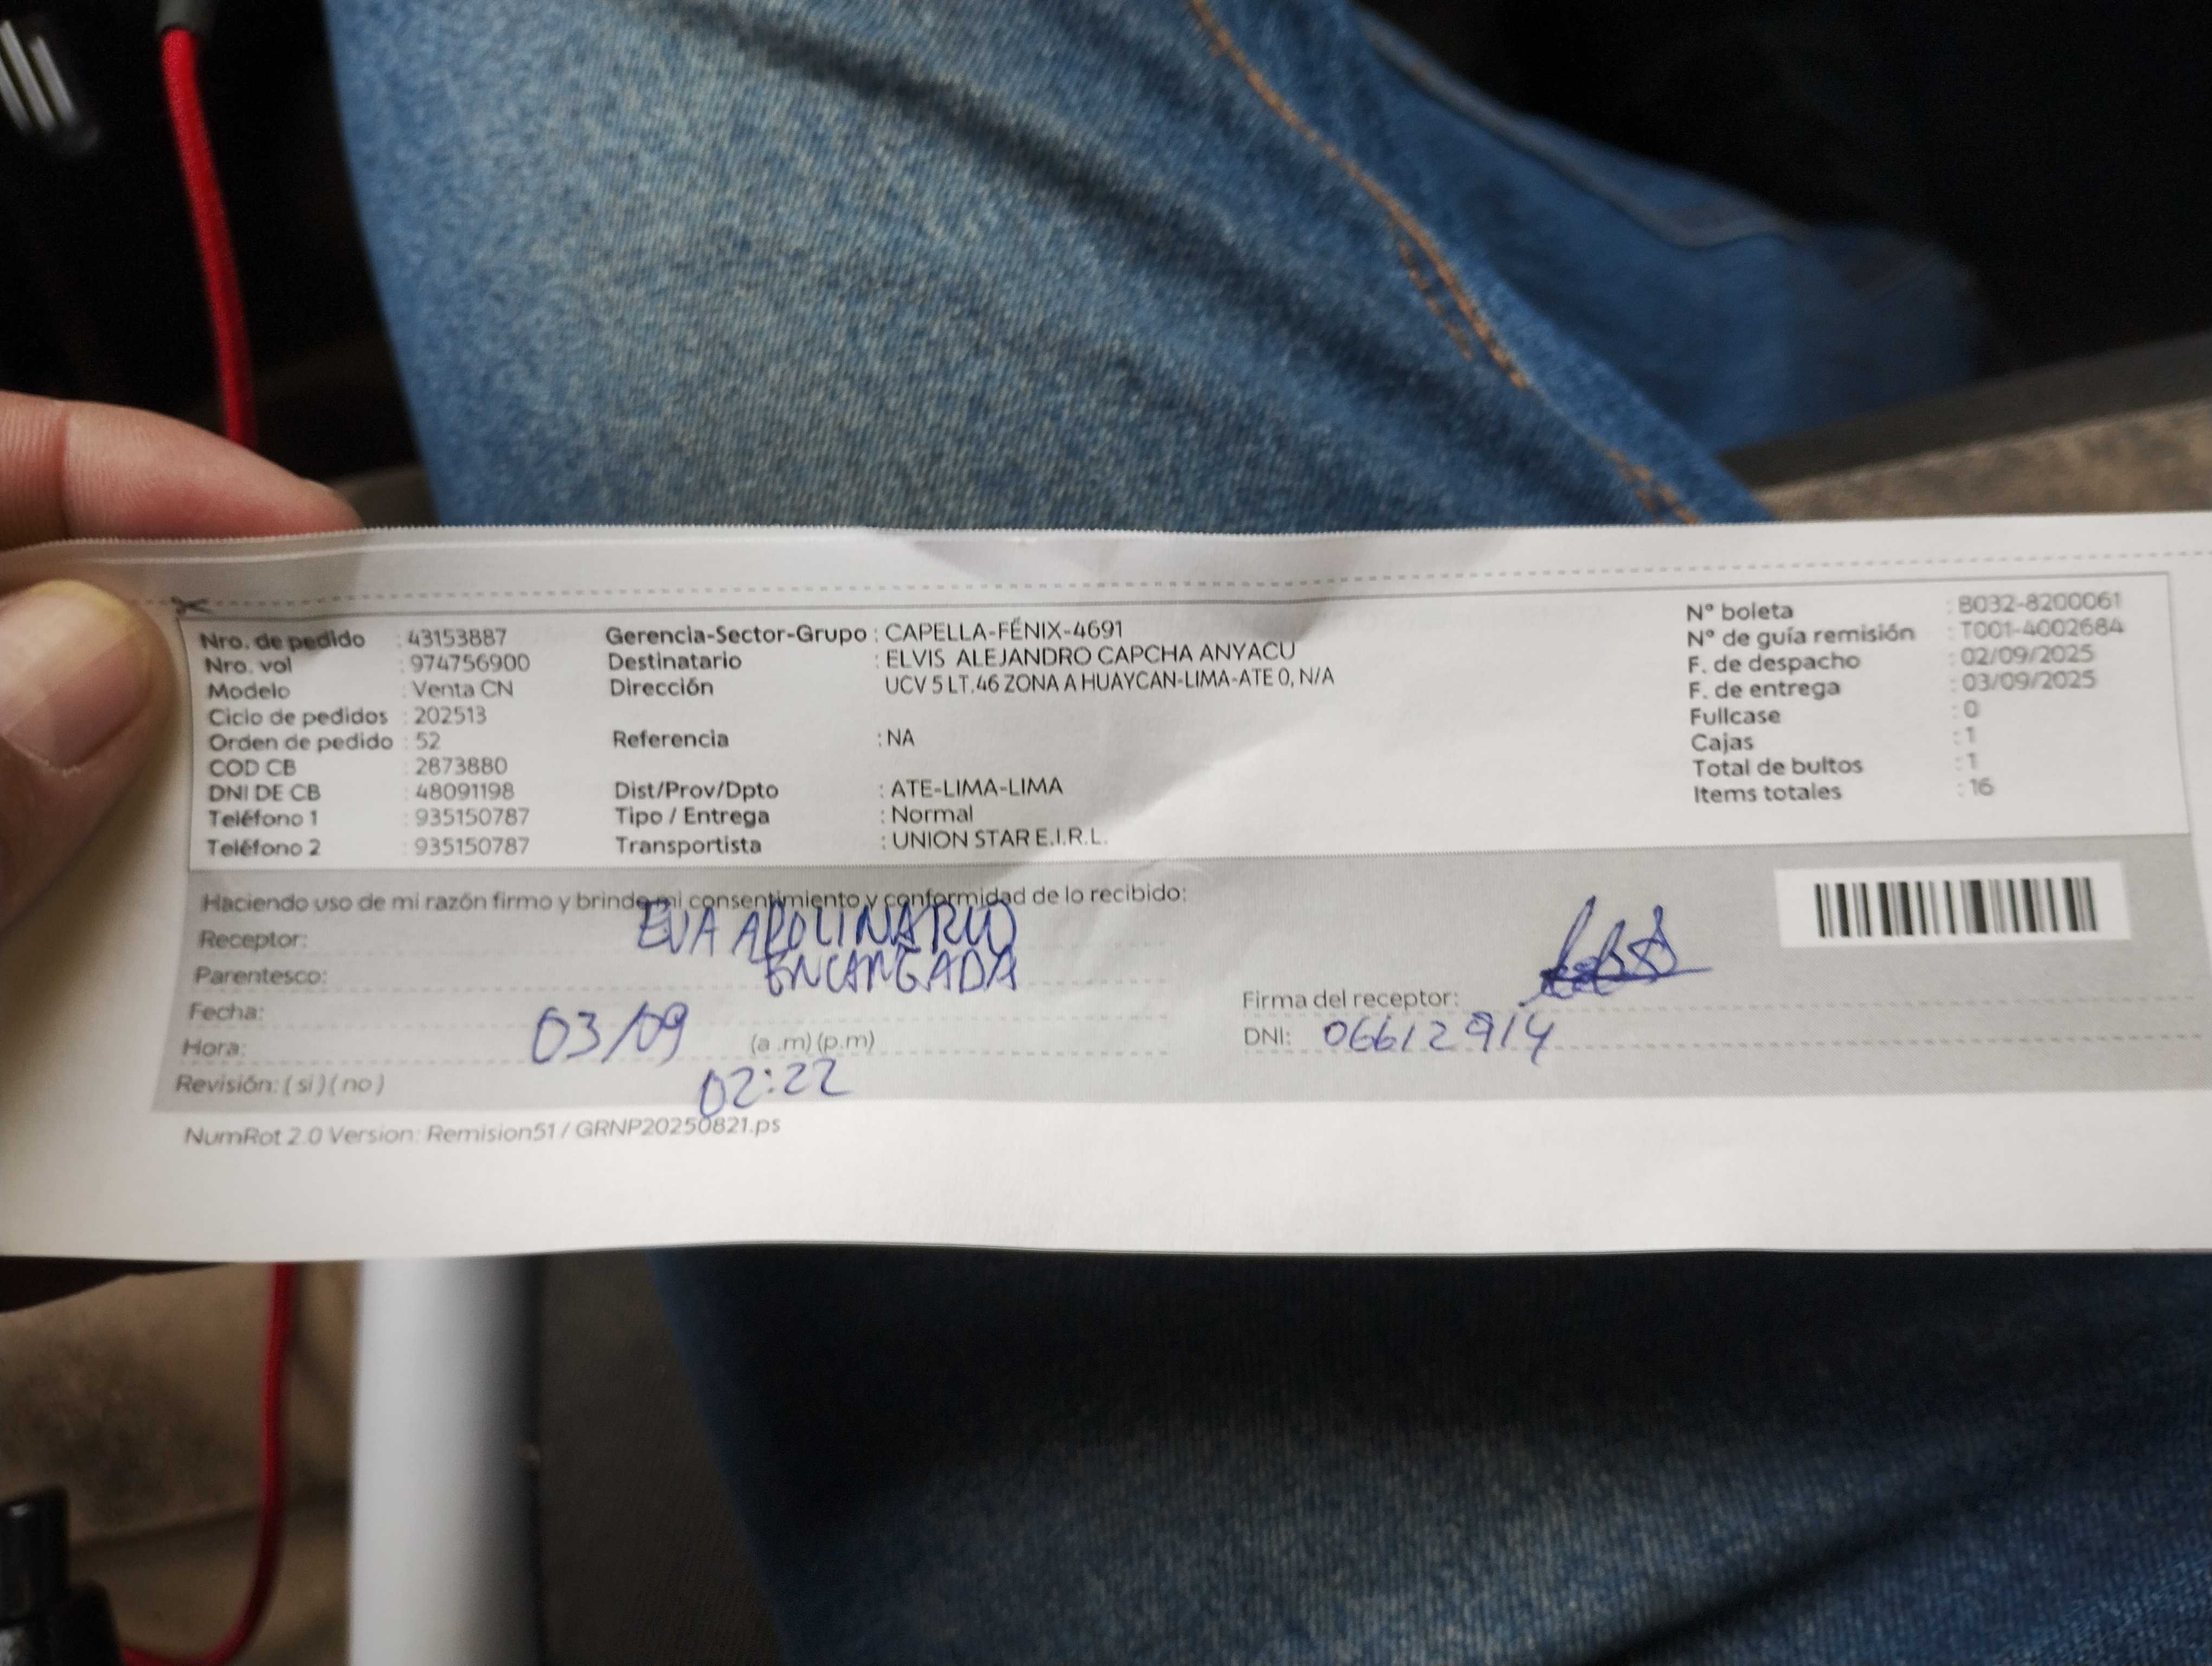 Nro. de pedido : 43153887 Gerencia-Sector-Grupo : CAPELLA-FÉNIX-4691 N° boleta : B032-8200061
Nro. vol : 974756900 Destinatario : ELVIS ALEJANDRO CAPCHA ANYACU N° de guía remisión : T001-4002684
Modelo : Venta CN Dirección UCV 5 LT.46 ZONA A HUAYCAN-LIMA-ATE 0, N/A F. de despacho : 02/09/2025
Ciclo de pedidos : 202513 F. de entrega : 03/09/2025
Orden de pedido : 52 Referencia : NA Fullcase : 0
COD CB : 2873880 Cajas : 1
DNI DE CB : 48091198 Dist/Prov/Dpto : ATE-LIMA-LIMA Total de bultos : 1
Teléfono 1 : 935150787 Tipo / Entrega : Normal Items totales : 16
Teléfono 2 : 935150787 Transportista : UNION STAR E.I.R.L.
Haciendo uso de mi razón firmo y brindo mi consentimiento y conformidad de lo recibido:
Receptor: EVA APOLINARIO
Parentesco: ENCARGADA
Firma del receptor:
Fecha: 03/09
DNI: 06612914
Hora: (a .m) (p.m) 02:22
Revisión: ( si ) ( no )
NumRot 2.0 Version: Remision51 / GRNP20250821.ps